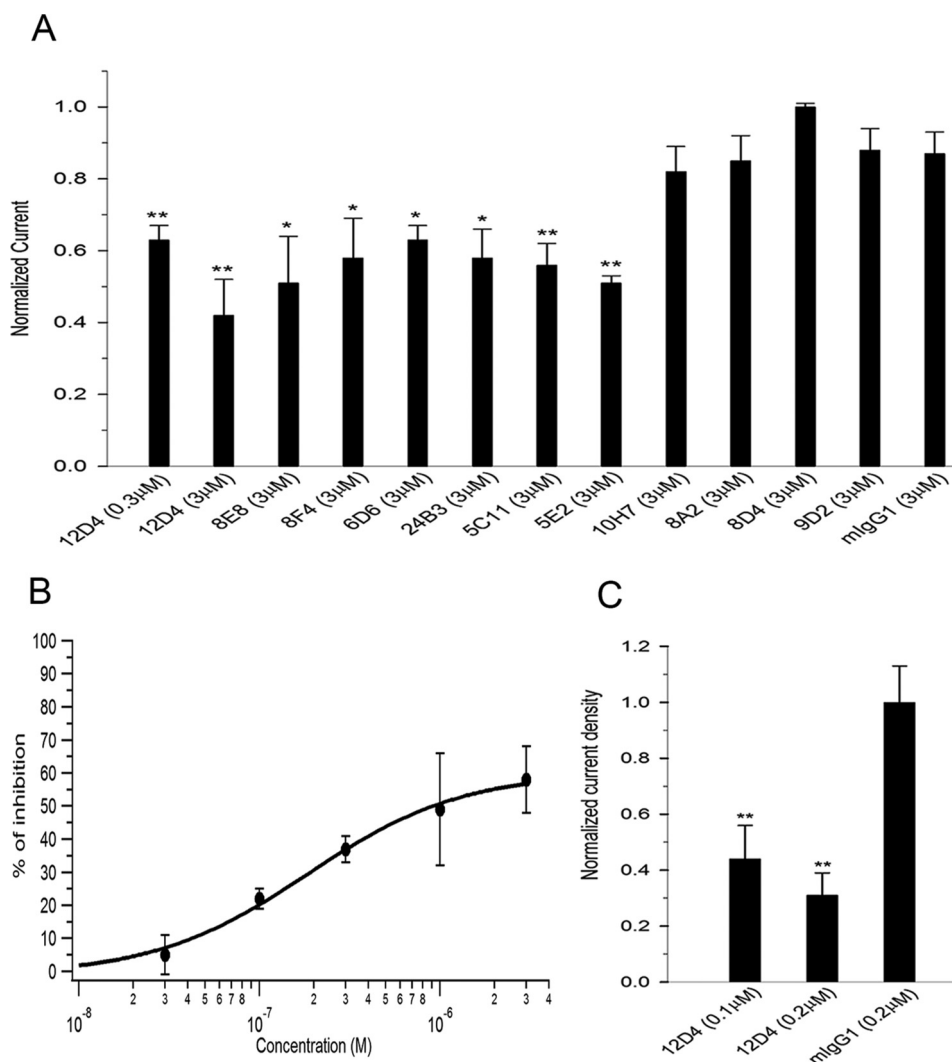 A
Normalized Current
1.0
0.8
0.6
0.4
0.2
0.0
** ** * * * * ** **
12D4 (0.3µM)
12D4 (3µM)
8E8 (3µM)
8F4 (3µM)
6D6 (3µM)
24B3 (3µM)
5C11 (3µM)
5E2 (3µM)
10H7 (3µM)
8A2 (3µM)
8D4 (3µM)
9D2 (3µM)
mIgG1 (3µM)
B
% of inhibition
100
90
80
70
60
50
40
30
20
10
0
2 3 4 5 6 7 8 2 3 4 5 6 7 8 2 3 4
10-8 10-7 10-6
Concentration (M)
C
Normalized current density
1.2
1.0
0.8
0.6
0.4
0.2
0.0
** **
12D4 (0.1µM)
12D4 (0.2µM)
mIgG1 (0.2µM)